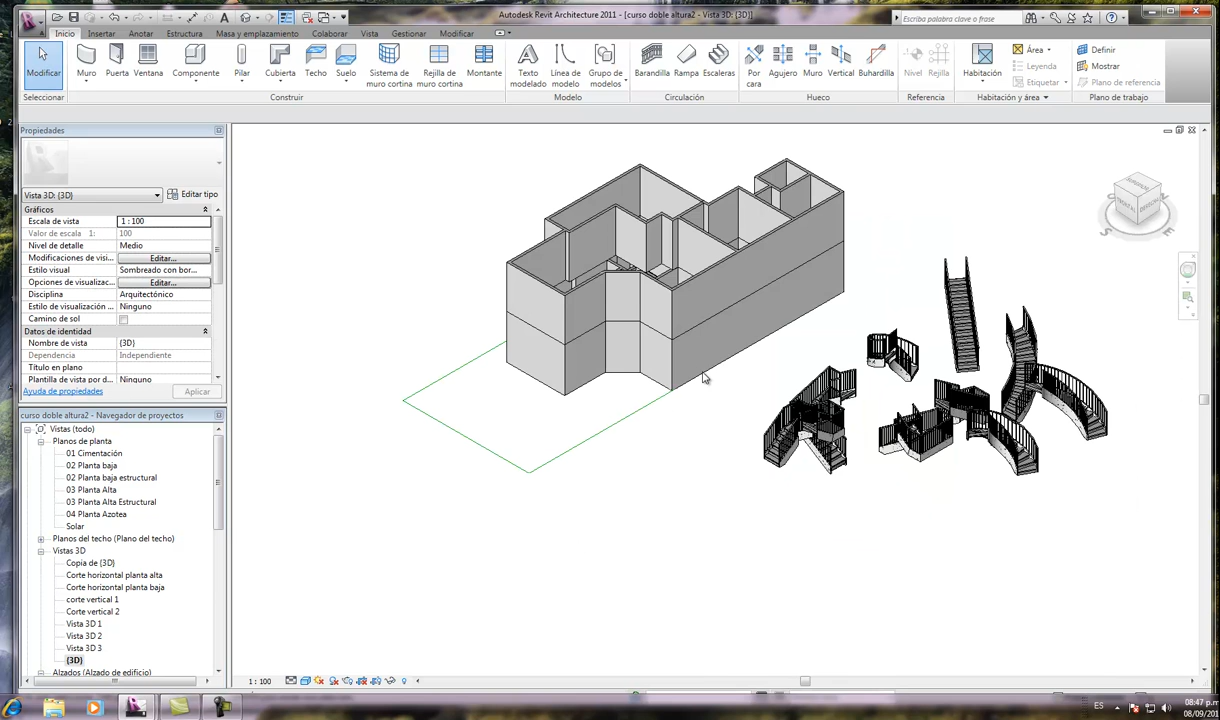 Autodesk Revit Architecture 2011 - [curso doble altura2 - Vista 3D: {3D}]
Escriba palabra clave o frase
Inicio Insertar Anotar Estructura Masa y emplazamiento Colaborar Vista Gestionar Modificar
Modificar Muro Puerta Ventana Componente Pilar Cubierta Techo Suelo Sistema de muro cortina Rejilla de muro cortina Montante Texto modelado Línea de modelo Grupo de modelos Barandilla Rampa Escaleras Por cara Agujero Muro Vertical Buhardilla Nivel Rejilla Habitación
Área Definir
Leyenda Mostrar
Etiquetar Plano de referencia
Seleccionar Construir Modelo Circulación Hueco Referencia Habitación y área Plano de trabajo
Propiedades
Vista 3D: {3D} Editar tipo
Gráficos
Escala de vista 1 : 100
Valor de escala 1: 100
Nivel de detalle Medio
Modificaciones de visi... Editar...
Estilo visual Sombreado con bor...
Opciones de visualizac... Editar...
Disciplina Arquitectónico
Estilo de visualización ... Ninguno
Camino de sol
Datos de identidad
Nombre de vista {3D}
Dependencia Independiente
Título en plano
Plantilla de vista por d... Ninguno
Ayuda de propiedades Aplicar
curso doble altura2 - Navegador de proyectos
Vistas (todo)
Planos de planta
01 Cimentación
02 Planta baja
02 Planta baja estructural
03 Planta Alta
03 Planta Alta Estructural
04 Planta Azotea
Solar
Planos del techo (Plano del techo)
Vistas 3D
Copia de {3D}
Corte horizontal planta alta
Corte horizontal planta baja
corte vertical 1
Corte vertical 2
Vista 3D 1
Vista 3D 2
Vista 3D 3
{3D}
Alzados (Alzado de edificio)
FRONTAL
S
E
1 : 100
ES
08:47 p.m.
08/09/201